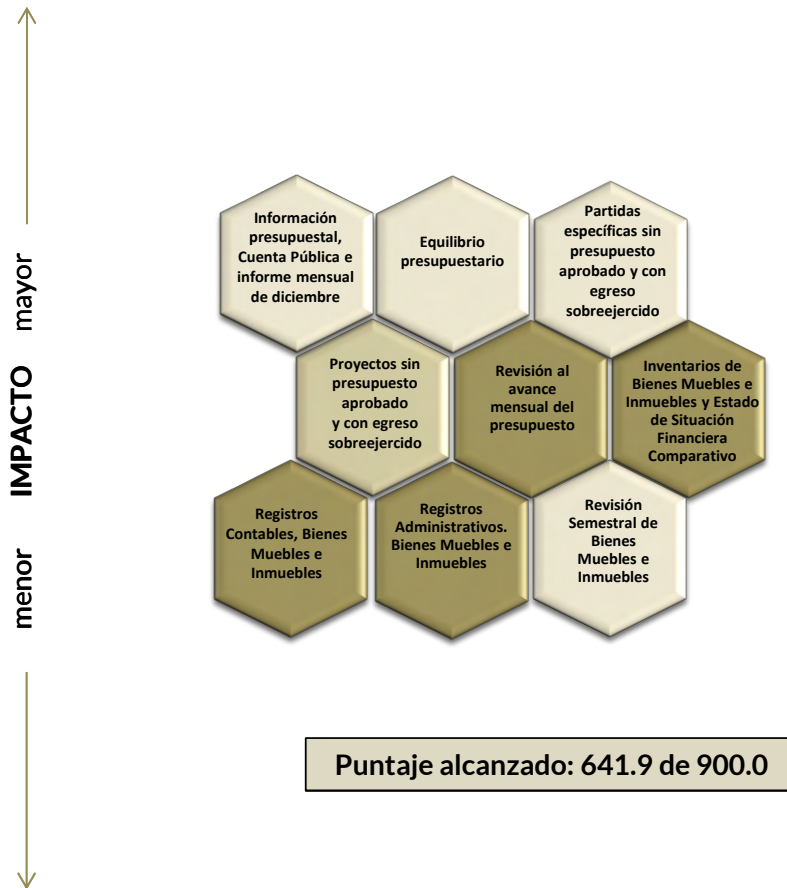 mayor
IMPACTO
menor
Información
presupuestal,
Cuenta Pública e
informe mensual
de diciembre
Equilibrio
presupuestario
Partidas
específicas sin
presupuesto
aprobado y con
egreso
sobreejercido
Proyectos sin
presupuesto
aprobado
y con egreso
sobreejercido
Revisión al
avance
mensual del
presupuesto
Inventarios de
Bienes Muebles e
Inmuebles y Estado
de Situación
Financiera
Comparativo
Registros
Contables, Bienes
Muebles e
Inmuebles
Registros
Administrativos.
Bienes Muebles e
Inmuebles
Revisión
Semestral de
Bienes
Muebles e
Inmuebles
Puntaje alcanzado: 641.9 de 900.0